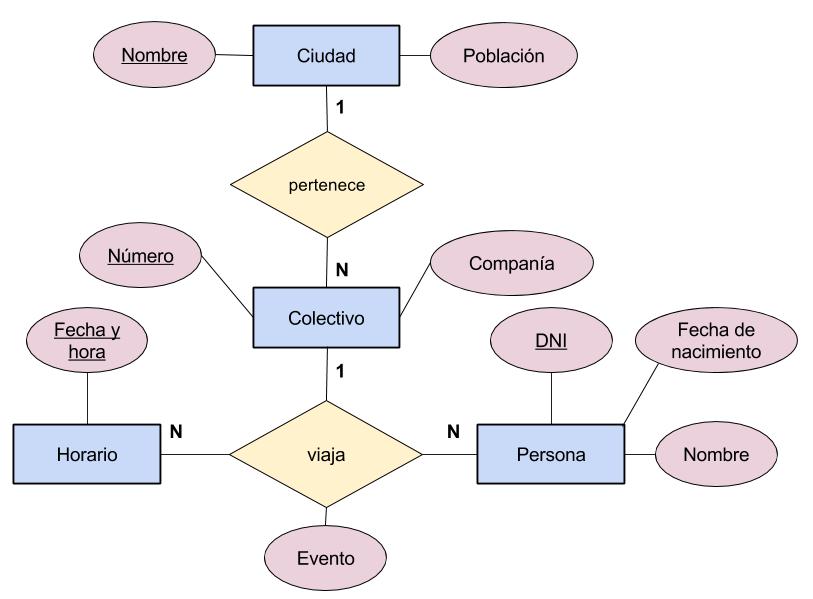 Nombre
Ciudad
Población
1
pertenece
Número
N
Compañía
Colectivo
Fecha y
hora
1
DNI
Fecha de
nacimiento
Horario
N
viaja
N
Persona
Nombre
Evento